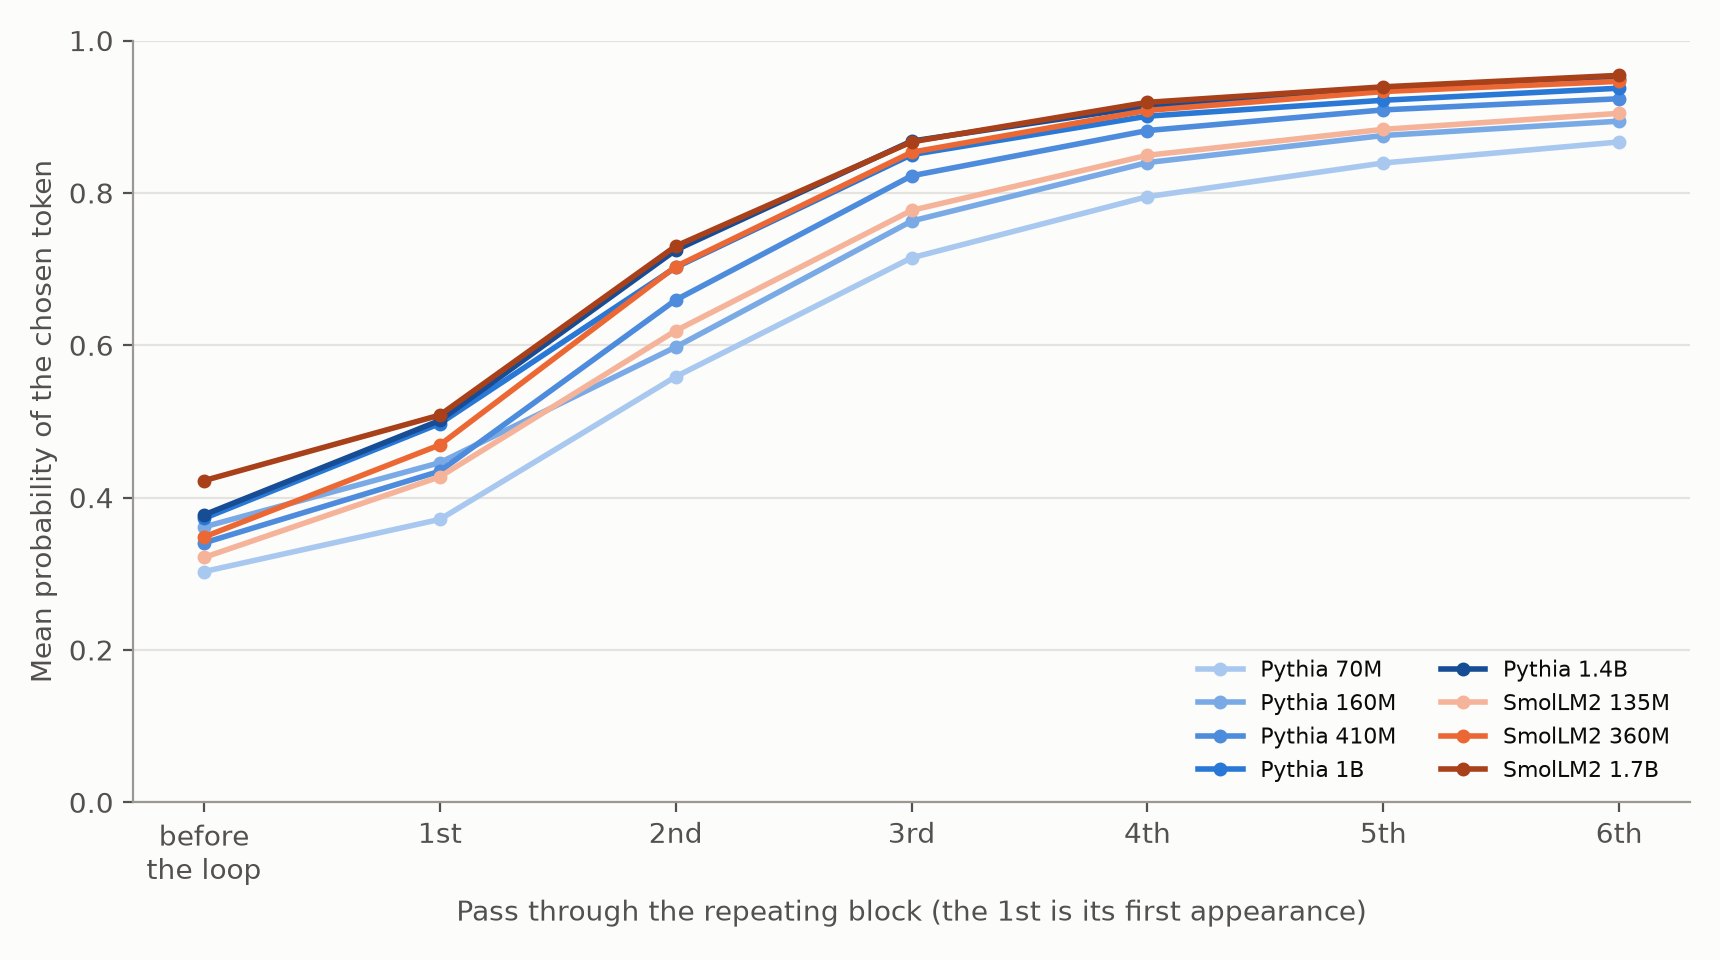 1.0
0.8
0.6
0.4
0.2
0.0
Mean probability of the chosen token
before
the loop
1st
2nd
3rd
4th
5th
6th
Pass through the repeating block (the 1st is its first appearance)
Pythia 70M
Pythia 160M
Pythia 410M
Pythia 1B
Pythia 1.4B
SmolLM2 135M
SmolLM2 360M
SmolLM2 1.7B